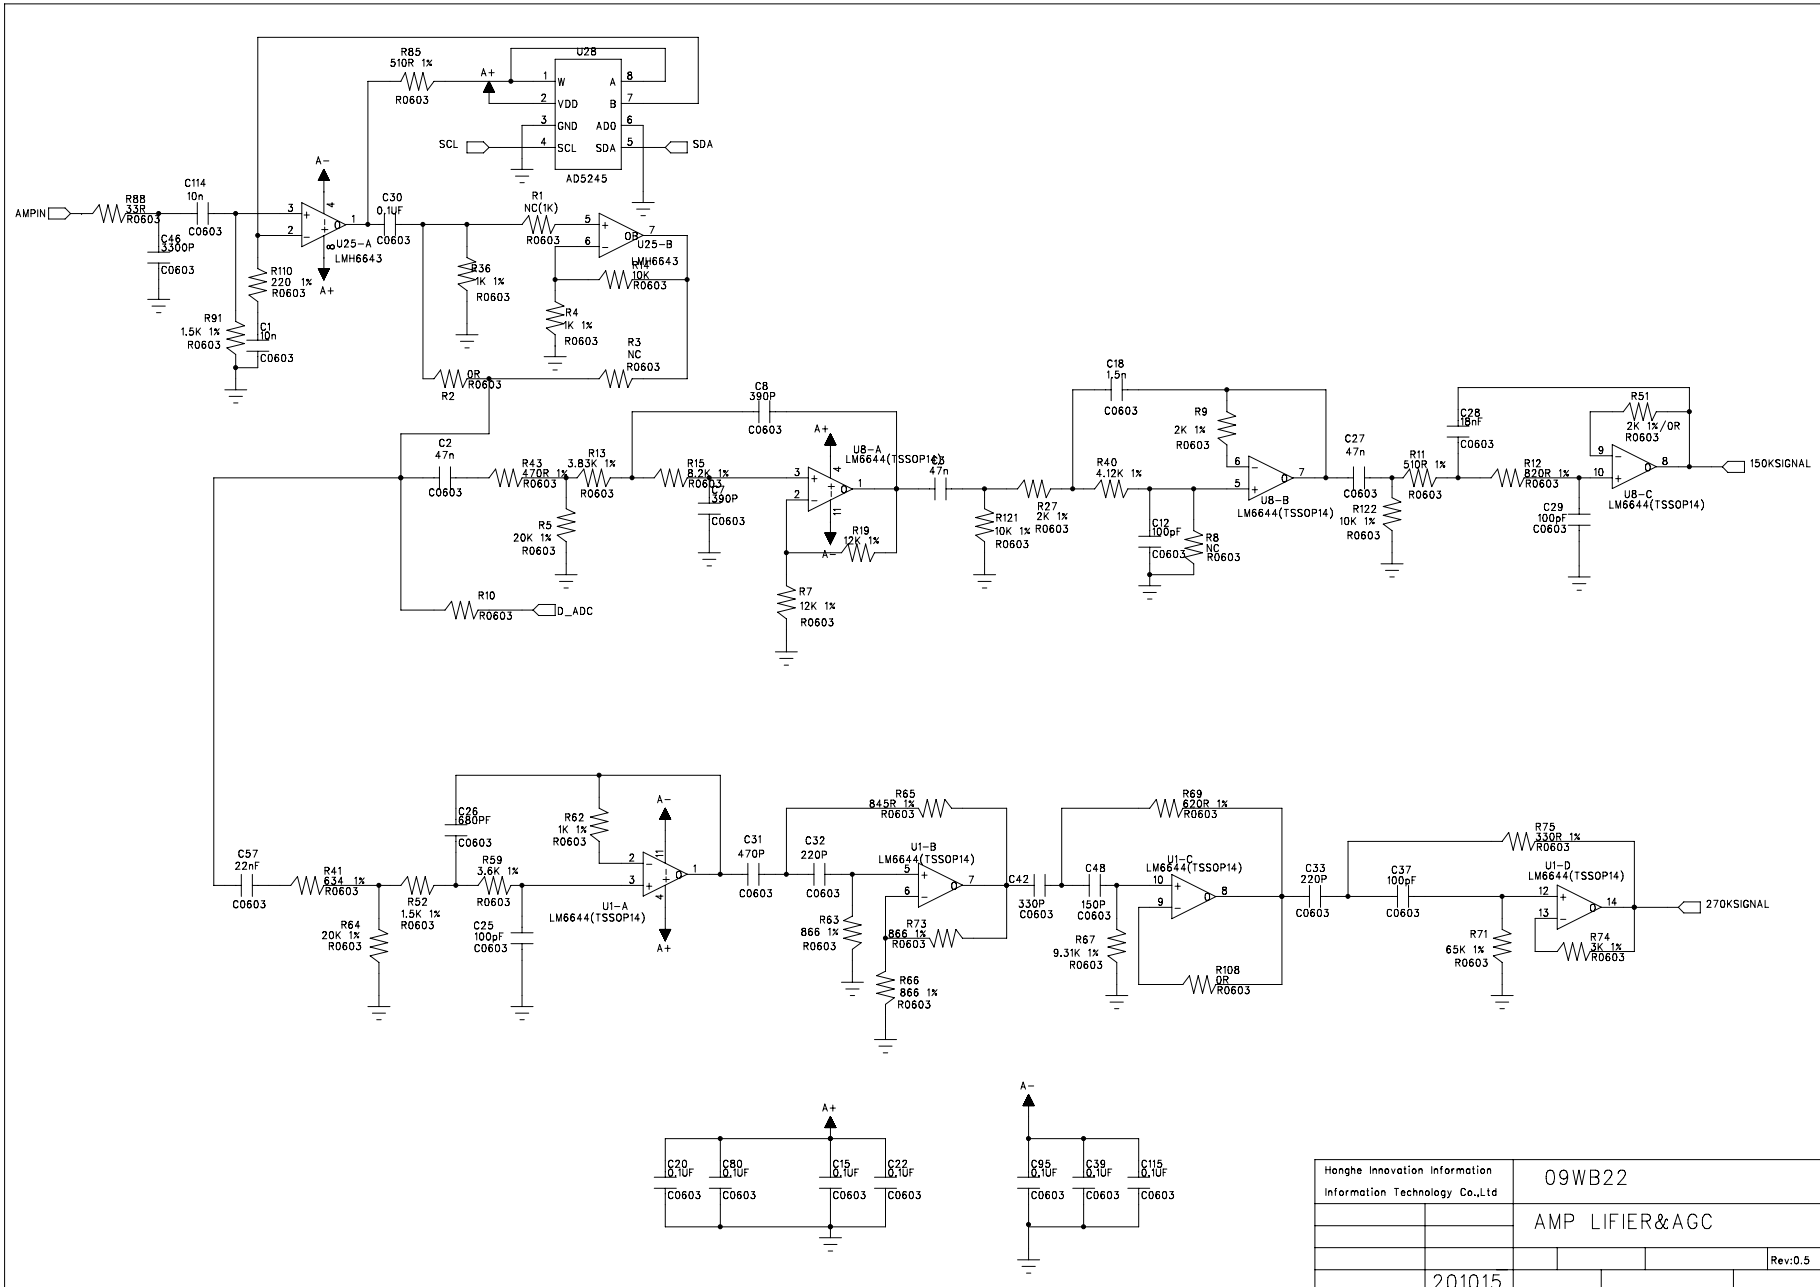 R85
510R 1%
R0603
A+
U28
1
W
A
8
2
VDD
B
7
3
GND
AD0
6
SCL
4
SCL
SDA
5
SDA
AD5245
A-
4
AMPIN
R88
33R
R0603
C114
10n
C0603
C46
3300P
C0603
3
2
1
8
U25-A
LMH6643
A+
C30
0.1UF
C0603
R1
NC(1K)
R0603
5
6
7
OB
U25-B
LMH6643
R14
10K
R0603
R36
1K 1%
R0603
R4
1K 1%
R0603
R110
220 1%
R0603
R91
1.5K 1%
R0603
C1
10n
C0603
R3
NC
R0603
0R
R0603
R2
C8
390P
C0603
C2
47n
C0603
R43
470R 1%
R0603
R13
3.83K 1%
R0603
R15
8.2K 1%
R0603
C7
390P
C0603
R5
20K 1%
R0603
A+
4
U8-A
LM6644(TSSOP14)
3
2
1
O
11
A-
R19
12K 1%
R7
12K 1%
R0603
R10
R0603
D_ADC
47n
C0603
R121
10K 1%
R0603
R27
2K 1%
R0603
R40
4.12K 1%
C18
1.5n
C0603
R9
2K 1%
R0603
C12
100pF
C0603
R8
NC
R0603
6
5
7
O
U8-B
LM6644(TSSOP14)
C27
47n
C0603
R11
510R 1%
R0603
R122
10K 1%
R0603
C28
18nF
C0603
R12
820R 1%
R0603
C29
100pF
C0603
R51
2K 1%/0R
R0603
9
10
8
O
U8-C
LM6644(TSSOP14)
150KSIGNAL
C57
22nF
C0603
R41
634 1%
R0603
R64
20K 1%
R0603
R52
1.5K 1%
R0603
C26
680PF
C0603
R59
3.6K 1%
R0603
C25
100pF
C0603
R62
1K 1%
R0603
A-
11
2
3
1
O
4
A+
U1-A
LM6644(TSSOP14)
C31
470P
C0603
C32
220P
C0603
R65
845R 1%
R0603
U1-B
LM6644(TSSOP14)
5
6
7
O
R63
866 1%
R0603
R73
866 1%
R0603
R66
866 1%
R0603
C42
330P
C0603
C48
150P
C0603
R69
620R 1%
R0603
U1-C
LM6644(TSSOP14)
10
9
8
O
R67
9.31K 1%
R0603
R108
0R
R0603
C33
220P
C0603
C37
100pF
C0603
R75
330R 1%
R0603
U1-D
LM6644(TSSOP14)
12
13
14
O
R71
65K 1%
R0603
R74
3K 1%
R0603
270KSIGNAL
A+
C20
0.1UF
C0603
C80
0.1UF
C0603
C15
0.1UF
C0603
C22
0.1UF
C0603
A-
C95
0.1UF
C0603
C39
0.1UF
C0603
C115
0.1UF
C0603
Honghe Innovation Information
Information Technology Co.,Ltd
09WB22
AMP LIFIER&AGC
Rev:0.5
201015